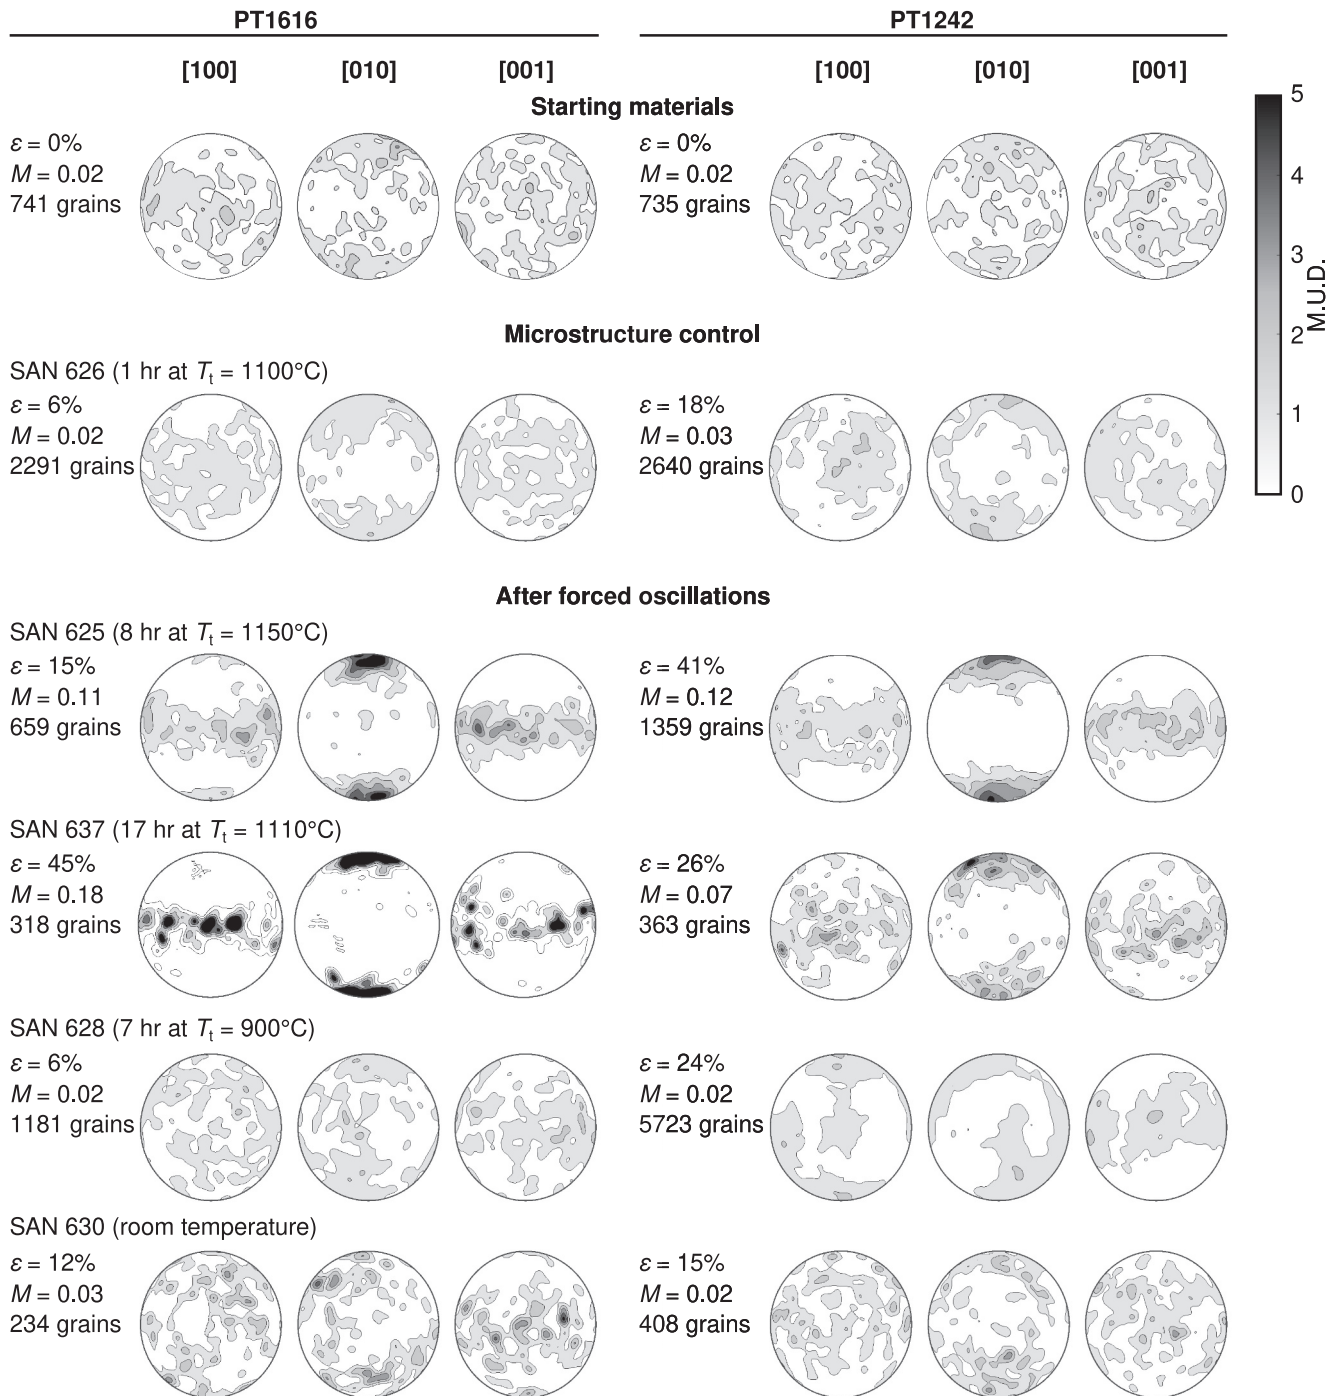 PT1616 PT1242
[100] [010] [001] [100] [010] [001]
Starting materials
ε = 0%
M = 0.02
741 grains
ε = 0%
M = 0.02
735 grains
Microstructure control
SAN 626 (1 hr at Tt = 1100°C)
ε = 6%
M = 0.02
2291 grains
ε = 18%
M = 0.03
2640 grains
After forced oscillations
SAN 625 (8 hr at Tt = 1150°C)
ε = 15%
M = 0.11
659 grains
ε = 41%
M = 0.12
1359 grains
SAN 637 (17 hr at Tt = 1110°C)
ε = 45%
M = 0.18
318 grains
ε = 26%
M = 0.07
363 grains
SAN 628 (7 hr at Tt = 900°C)
ε = 6%
M = 0.02
1181 grains
ε = 24%
M = 0.02
5723 grains
SAN 630 (room temperature)
ε = 12%
M = 0.03
234 grains
ε = 15%
M = 0.02
408 grains
5
4
3
2
1
0
M.U.D.